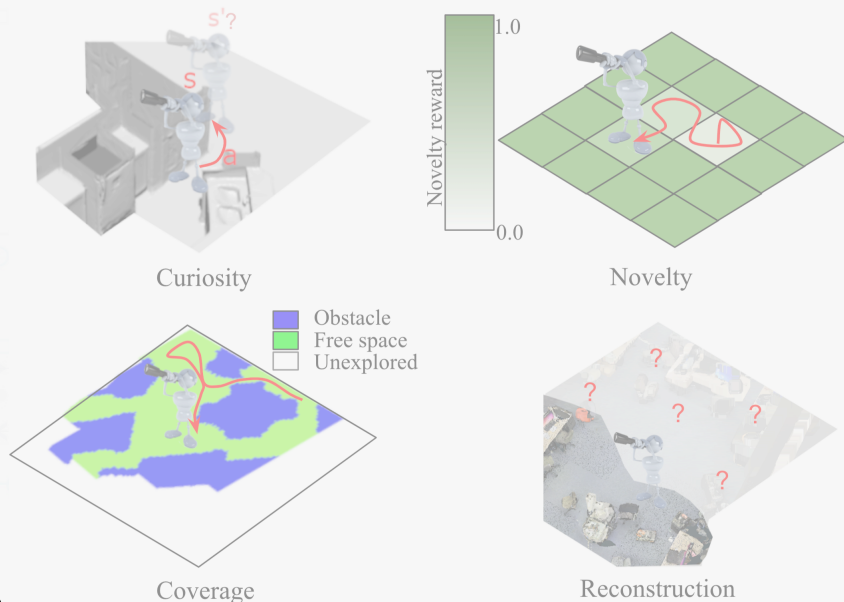 s'?
s
a
Curiosity
1.0
Novelty reward
0.0
Novelty
Obstacle
Free space
Unexplored
Coverage
?
?
?
?
?
Reconstruction